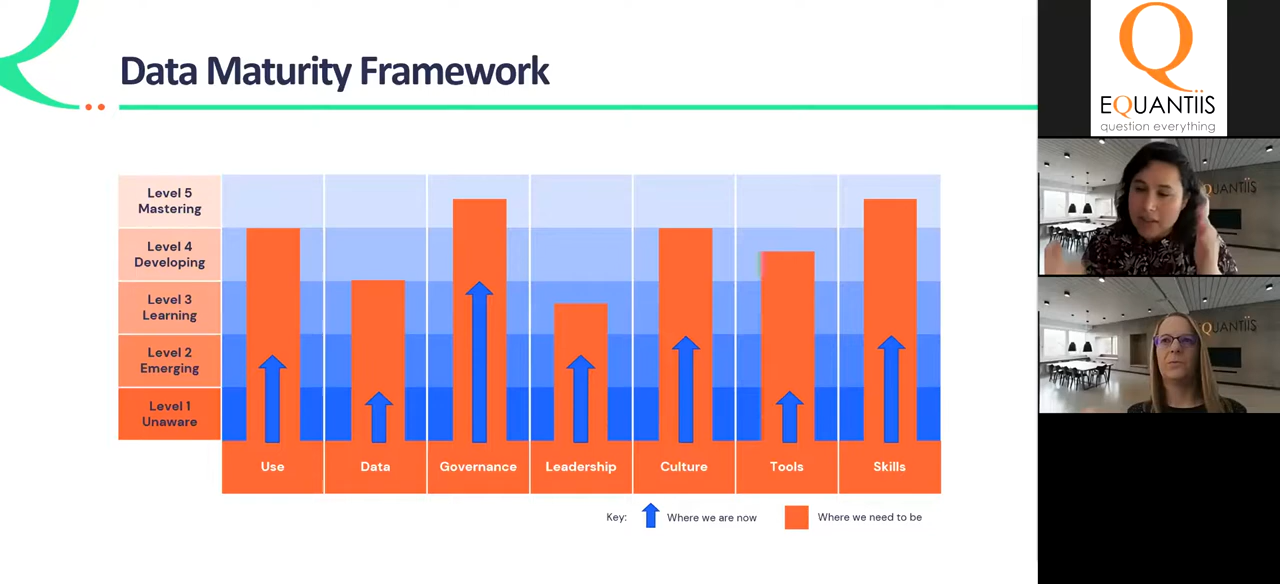 Data Maturity Framework
Level 5
Mastering
Level 4
Developing
Level 3
Learning
Level 2
Emerging
Level 1
Unaware
Use
Data
Governance
Leadership
Culture
Tools
Skills
Key:
Where we are now
Where we need to be
EQUANTIIS
question everything
QUANTIIS
QUANTIIS